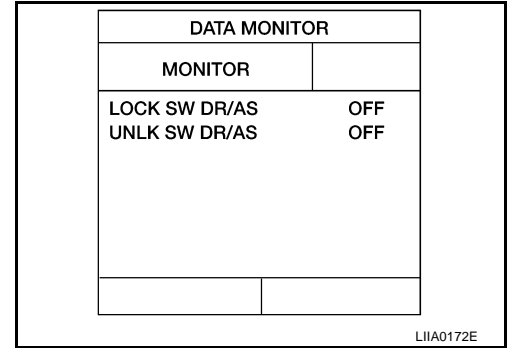 DATA MONITOR
MONITOR
LOCK SW DR/AS OFF
UNLK SW DR/AS OFF
LIIA0172E